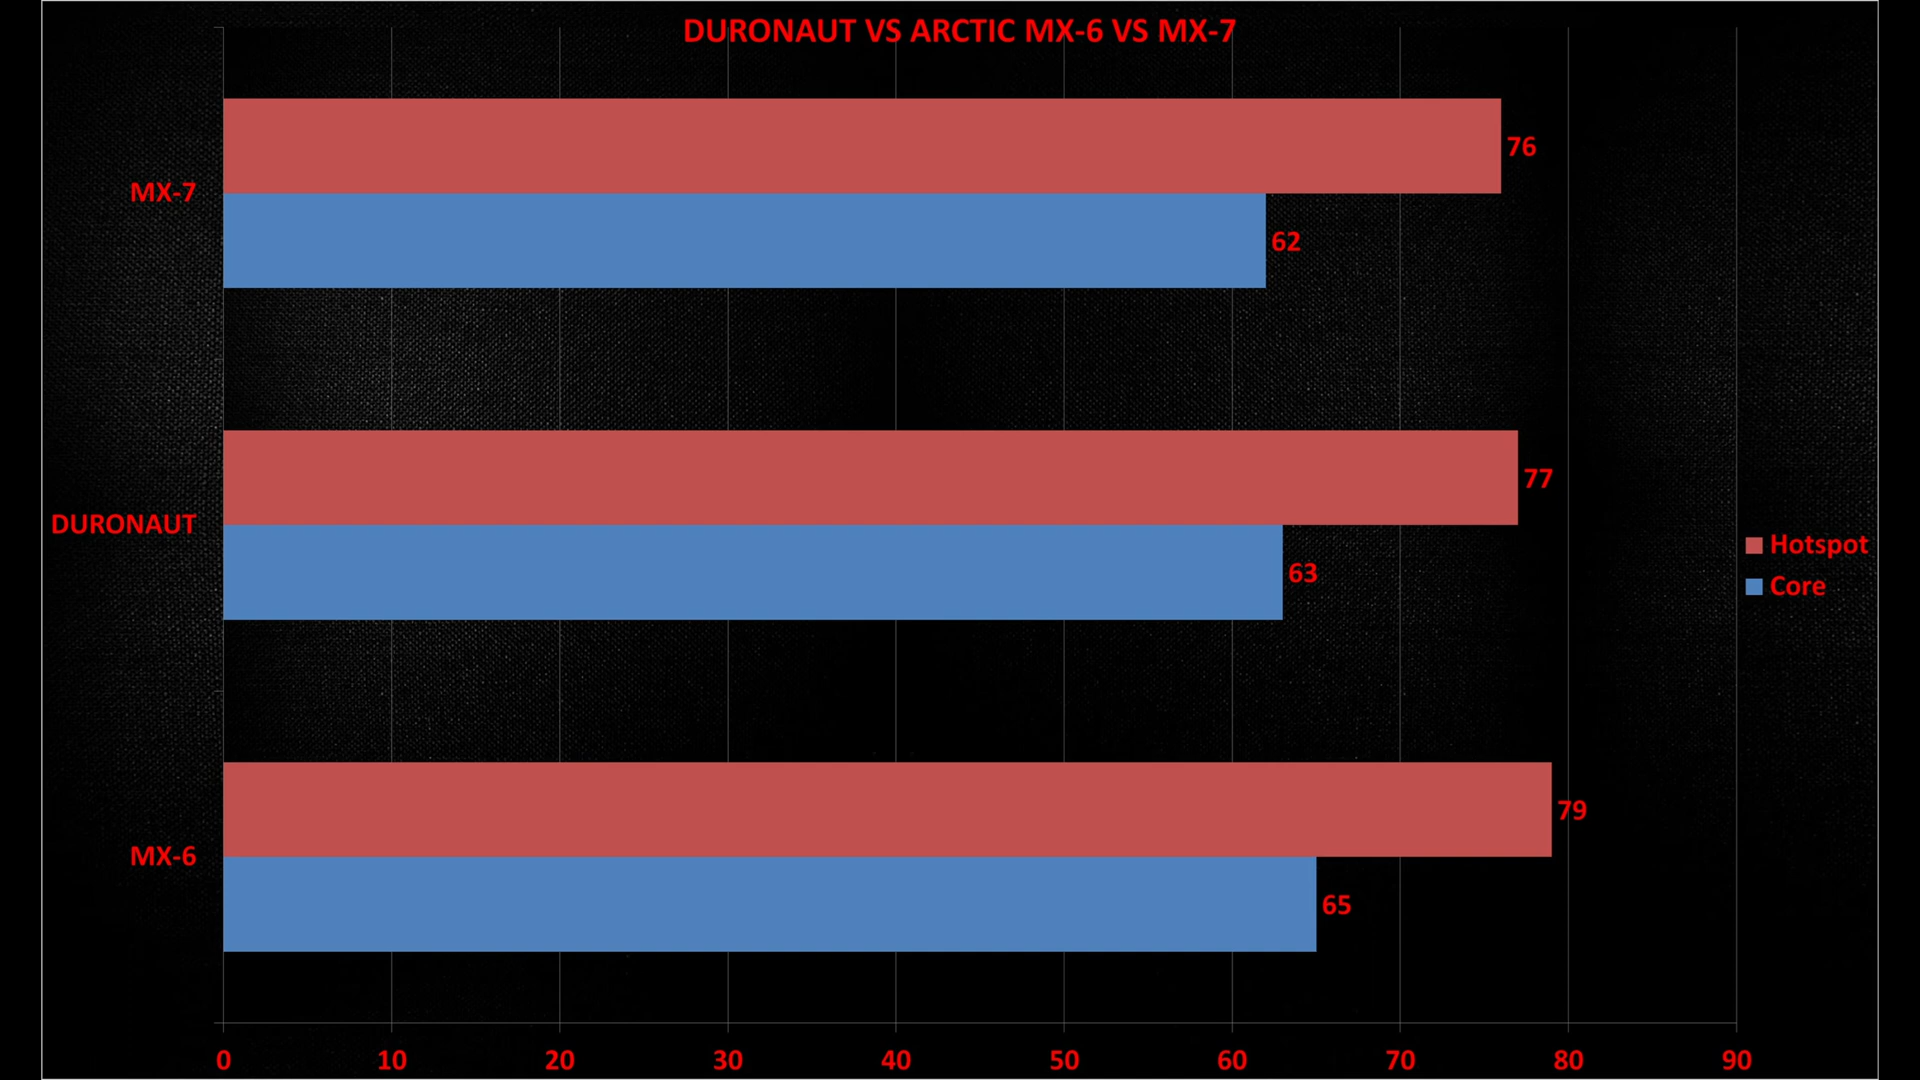 DURONAUT VS ARCTIC MX-6 VS MX-7
76
MX-7
62
77
DURONAUT
63
Hotspot
Core
79
MX-6
65
0 10 20 30 40 50 60 70 80 90